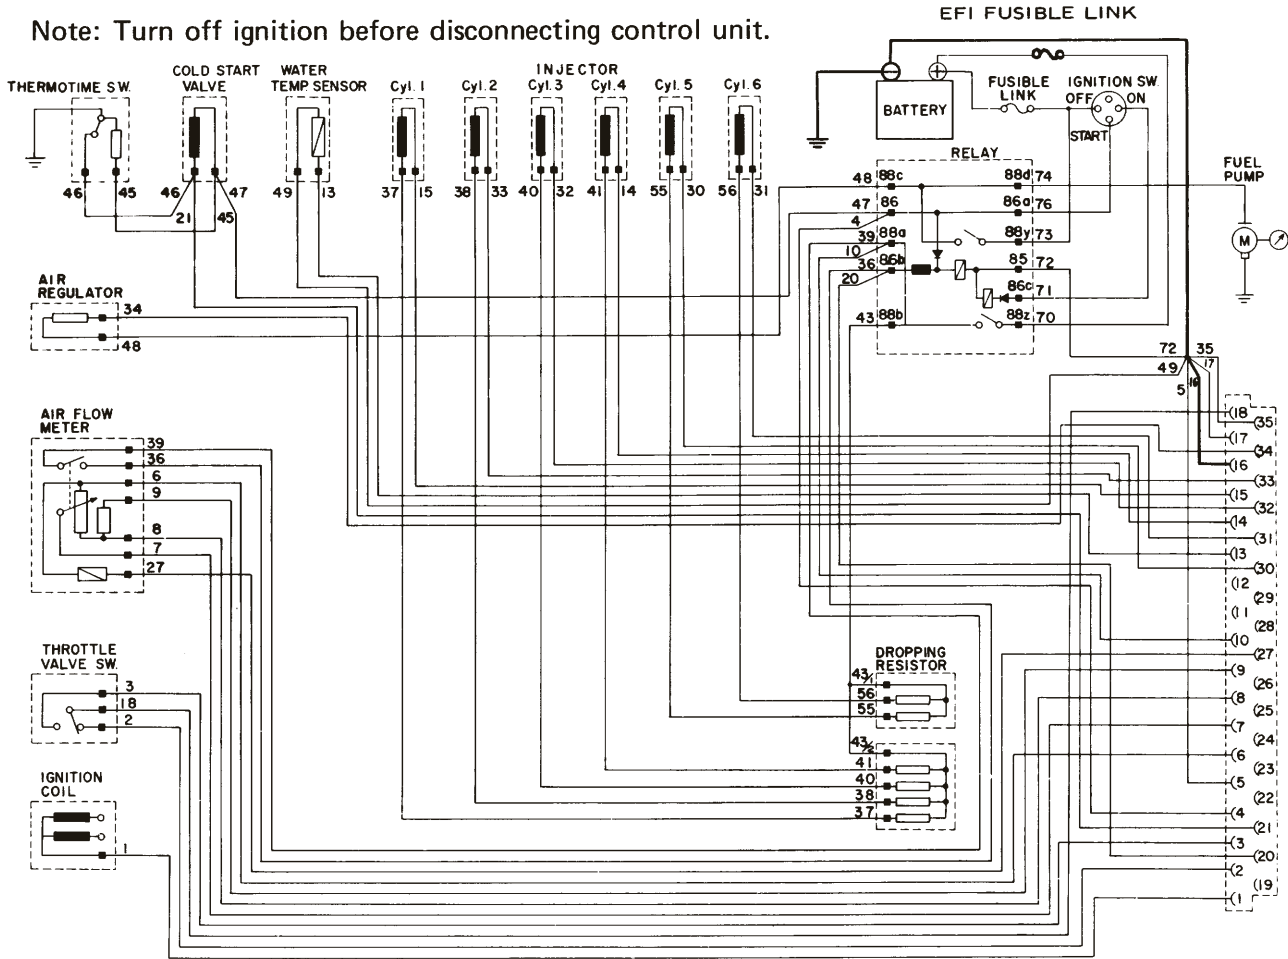 EFI FUSIBLE LINK
Note: Turn off ignition before disconnecting control unit.
THERMOTIME SW.
COLD START
VALVE
WATER
TEMP. SENSOR
INJECTOR
Cyl. 1
Cyl. 2
Cyl. 3
Cyl. 4
Cyl. 5
Cyl. 6
BATTERY
FUSIBLE
LINK
IGNITION SW.
OFF
ON
START
RELAY
FUEL
PUMP
M
46 45
46 47
49 13
37 15
38 33
40 32
41 14
55 30
56 31
21 45
48 88c 88d 74
47 86 86a 76
4
39 88a 88y 73
10
36 86b 85 72
20
86c 71
43 88b 88z 70
AIR
REGULATOR
34
48
72 35
49 17
5 16
AIR FLOW
METER
39
36
6
9
8
7
27
THROTTLE
VALVE SW.
3
18
2
IGNITION
COIL
1
DROPPING
RESISTOR
43/1
56
55
43/2
41
40
38
37
18
35
17
34
16
33
15
32
14
31
13
30
12
29
11
28
10
27
9
26
8
25
7
24
6
23
5
22
4
21
3
20
2
19
1